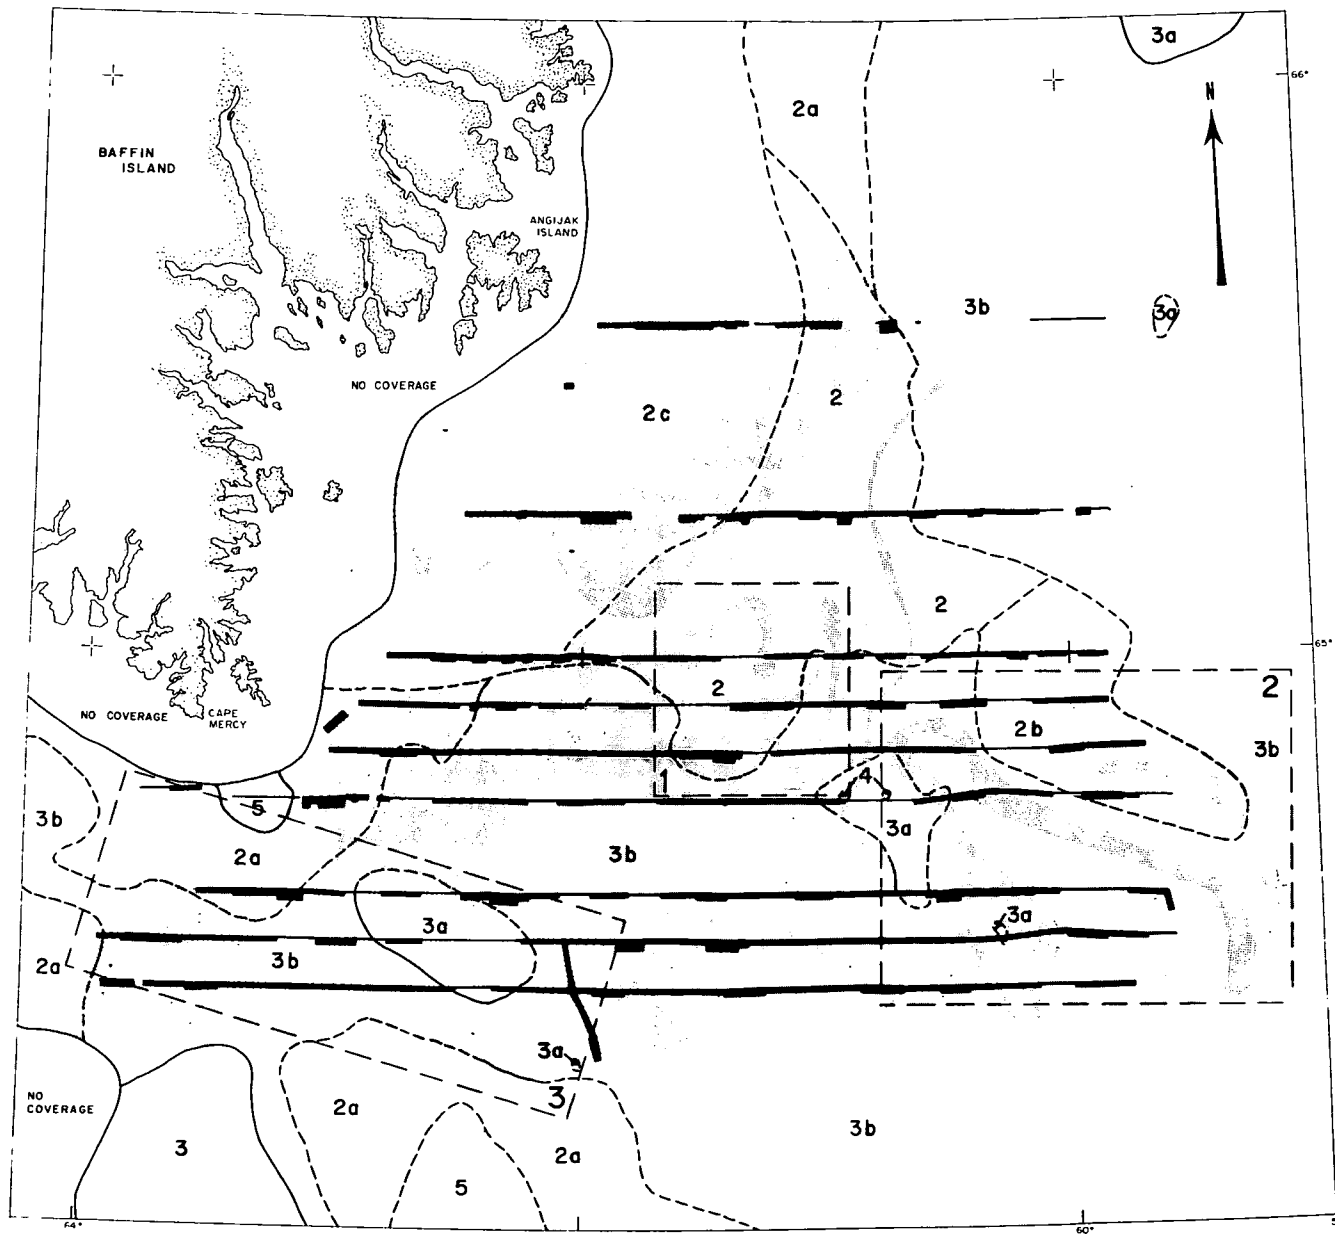 3a
66°
2a
N
BAFFIN
ISLAND
ANGIJAK
ISLAND
3b
3a
NO COVERAGE
2c
2
2
65°
2
2
NO COVERAGE
CAPE
MERCY
2b
3b
1
4
5
3b
3a
2a
3b
3a
3a
3b
2a
3a
3
NO
COVERAGE
2a
3b
3
2a
5
64°
60°